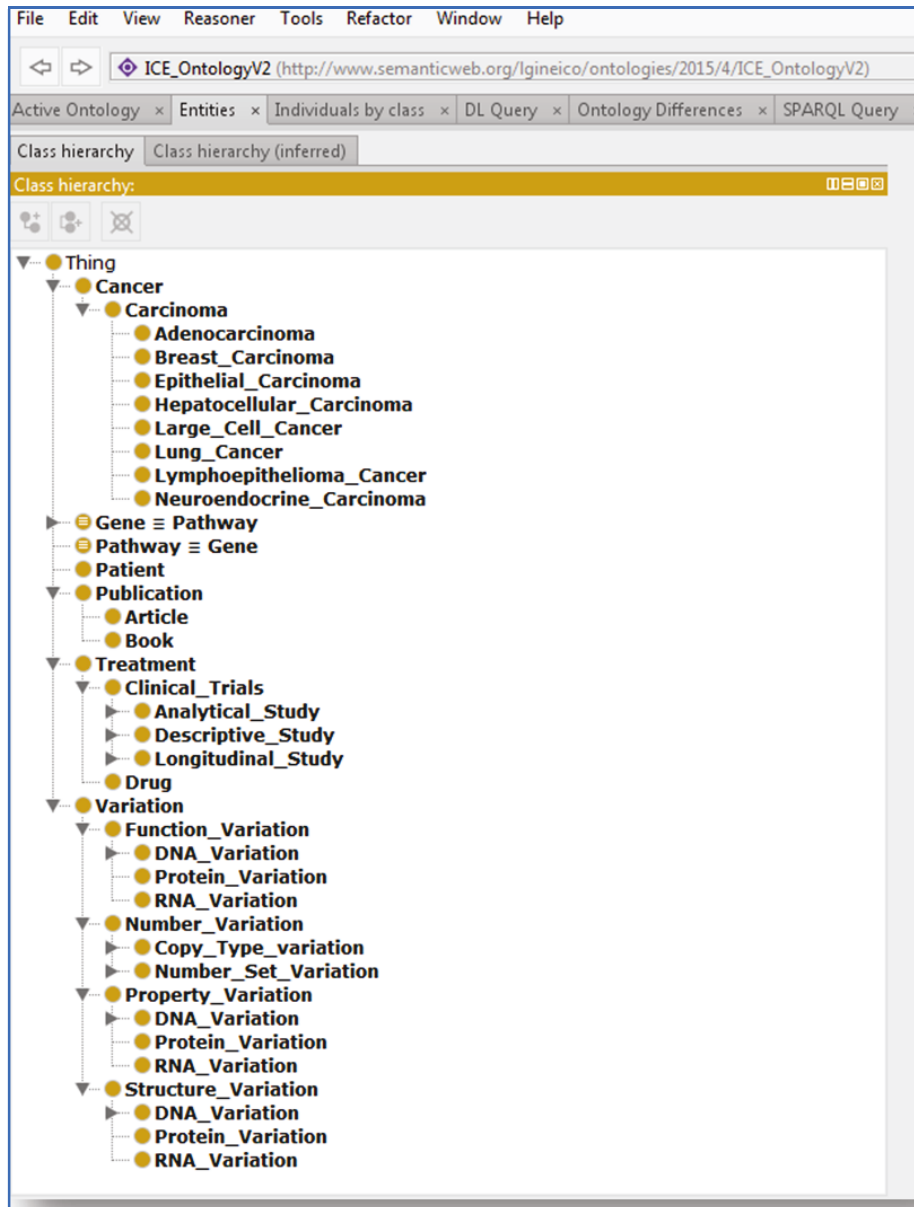 File Edit View Reasoner Tools Refactor Window Help
ICE_OntologyV2 (http://www.semanticweb.org/lgineico/ontologies/2015/4/ICE_OntologyV2)
Active Ontology × Entities × Individuals by class × DL Query × Ontology Differences × SPARQL Query
Class hierarchy Class hierarchy (inferred)
Class hierarchy:
Thing
Cancer
Carcinoma
Adenocarcinoma
Breast_Carcinoma
Epithelial_Carcinoma
Hepatocellular_Carcinoma
Large_Cell_Cancer
Lung_Cancer
Lymphoepithelioma_Cancer
Neuroendocrine_Carcinoma
Gene ≡ Pathway
Pathway ≡ Gene
Patient
Publication
Article
Book
Treatment
Clinical_Trials
Analytical_Study
Descriptive_Study
Longitudinal_Study
Drug
Variation
Function_Variation
DNA_Variation
Protein_Variation
RNA_Variation
Number_Variation
Copy_Type_variation
Number_Set_Variation
Property_Variation
DNA_Variation
Protein_Variation
RNA_Variation
Structure_Variation
DNA_Variation
Protein_Variation
RNA_Variation